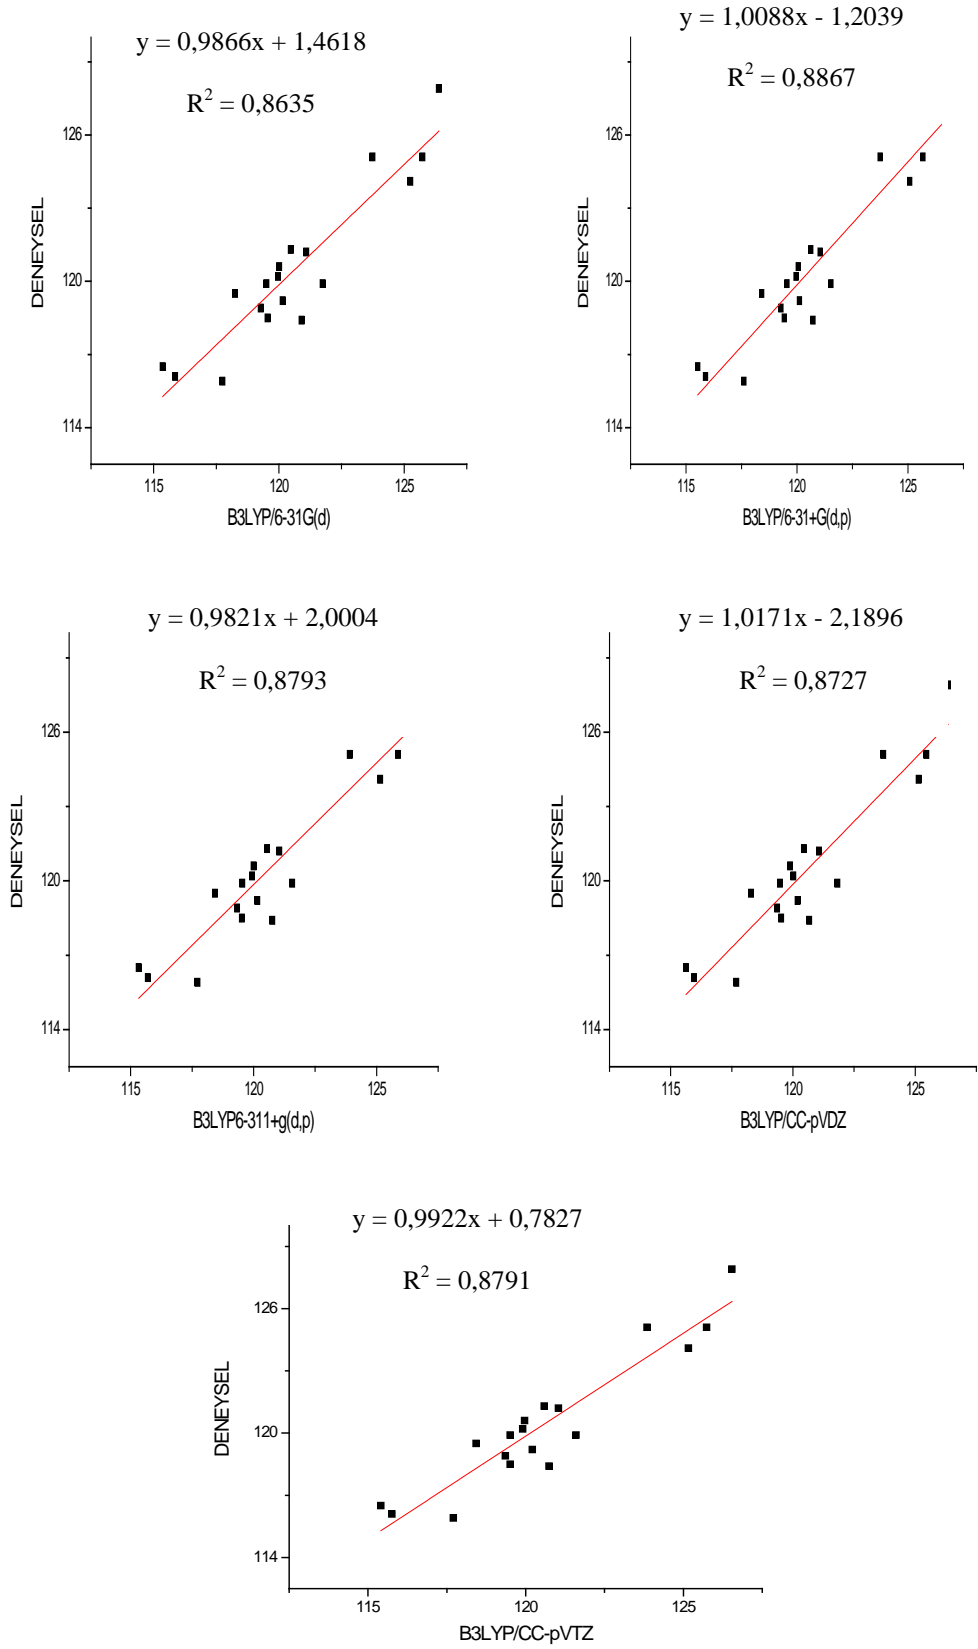 y = 0,9866x + 1,4618
R² = 0,8635
126
120
114
DENEYSEL
115 120 125
B3LYP/6-31G(d)
y = 1,0088x - 1,2039
R² = 0,8867
126
120
114
DENEYSEL
115 120 125
B3LYP/6-31+G(d,p)
y = 0,9821x + 2,0004
R² = 0,8793
126
120
114
DENEYSEL
115 120 125
B3LYP6-311+g(d,p)
y = 1,0171x - 2,1896
R² = 0,8727
126
120
114
DENEYSEL
115 120 125
B3LYP/CC-pVDZ
y = 0,9922x + 0,7827
R² = 0,8791
126
120
114
DENEYSEL
115 120 125
B3LYP/CC-pVTZ